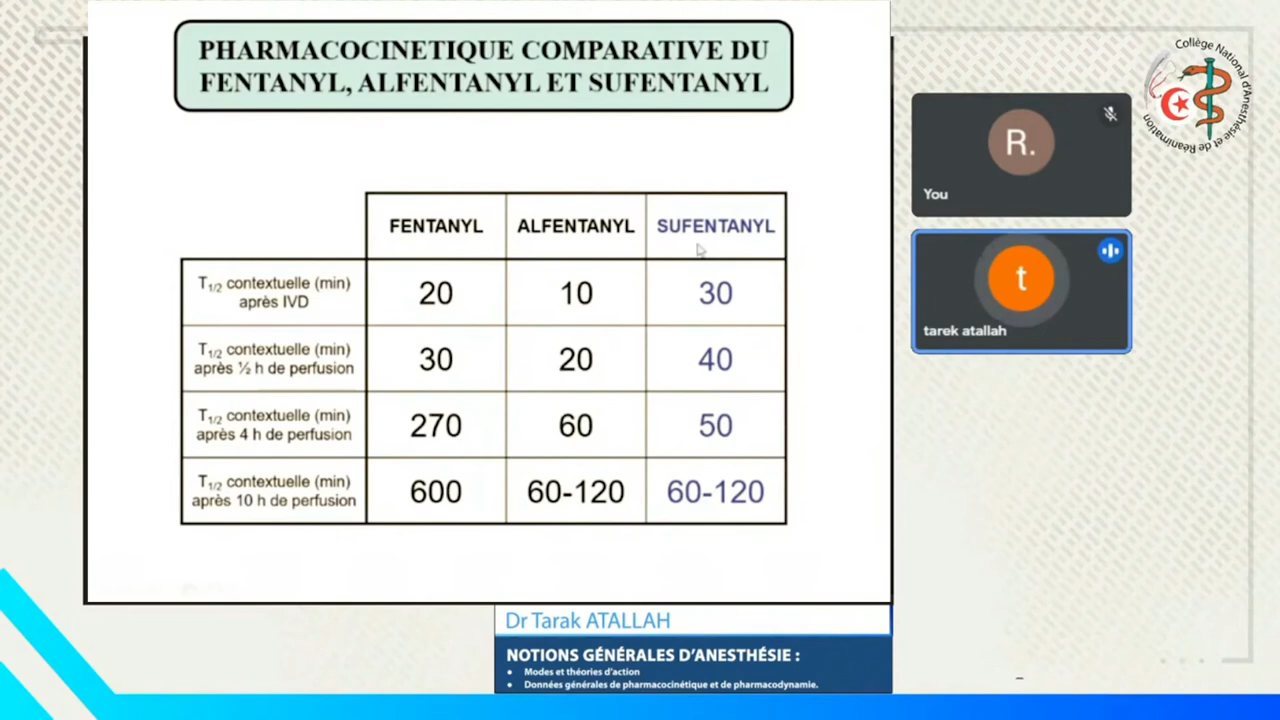 PHARMACOCINETIQUE COMPARATIVE DU
FENTANYL, ALFENTANYL ET SUFENTANYL
FENTANYL ALFENTANYL SUFENTANYL
T1/2 contextuelle (min)
après IVD
20 10 30
T1/2 contextuelle (min)
après ½ h de perfusion
30 20 40
T1/2 contextuelle (min)
après 4 h de perfusion
270 60 50
T1/2 contextuelle (min)
après 10 h de perfusion
600 60-120 60-120
Dr Tarak ATALLAH
NOTIONS GÉNÉRALES D'ANESTHÉSIE :
• Modes et théories d'action
• Données générales de pharmacocinétique et de pharmacodynamie.
R.
You
t
tarek atallah
Collège National d'Anesthésie et de Réanimation